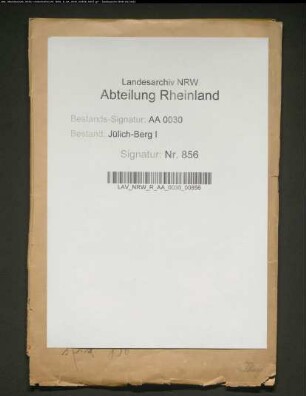 Landesarchiv NRW
Abteilung Rheinland
Bestands-Signatur: AA 0030
Bestand: Jülich-Berg I
Signatur: Nr. 856
LAV_NRW_R_AA_0030_00856